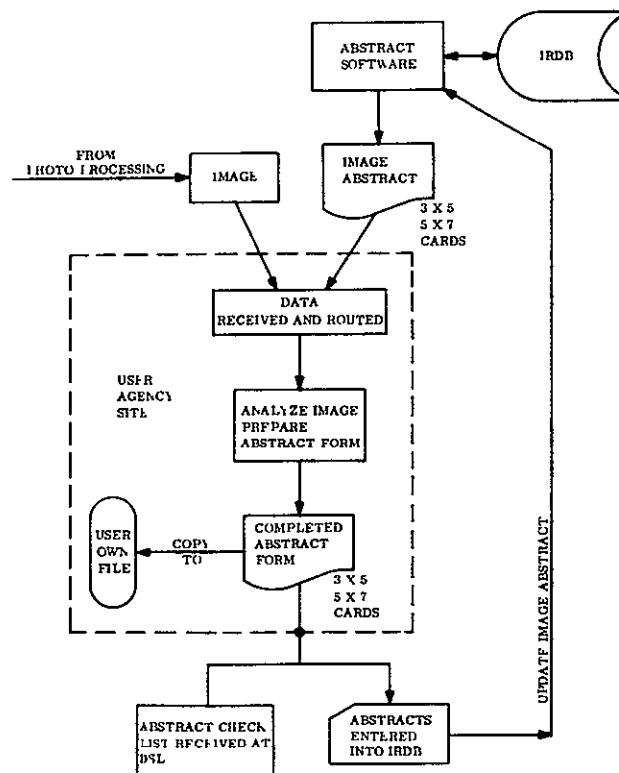 ABSTRACT
SOFTWARE
IRDB
FROM
PHOTO PROCESSING
IMAGE
IMAGE
ABSTRACT
3 X 5
5 X 7
CARDS
DATA
RECEIVED AND ROUTED
USER
AGENCY
SITE
ANALYZE IMAGE
PREPARE
ABSTRACT FORM
USER
OWN
FILE
COPY
TO
COMPLETED
ABSTRACT
FORM
3 X 5
5 X 7
CARDS
UPDATE IMAGE ABSTRACT
ABSTRACT CHECK
LIST RECEIVED AT
DSL
ABSTRACTS
ENTERED
INTO IRDB